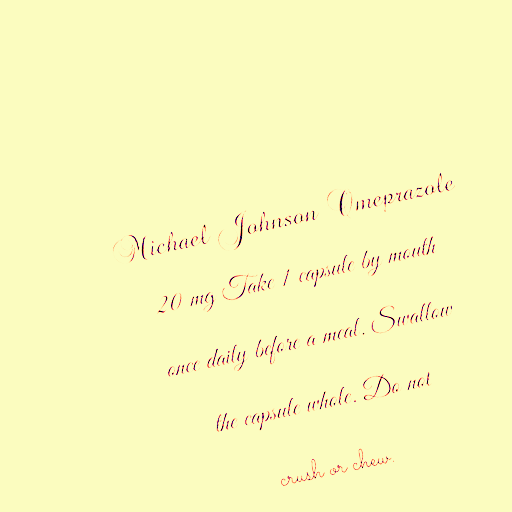 Michael Johnson Omeprazole
20 mg Take 1 capsule by mouth
once daily before a meal. Swallow
the capsule whole. Do not
crush or chew.